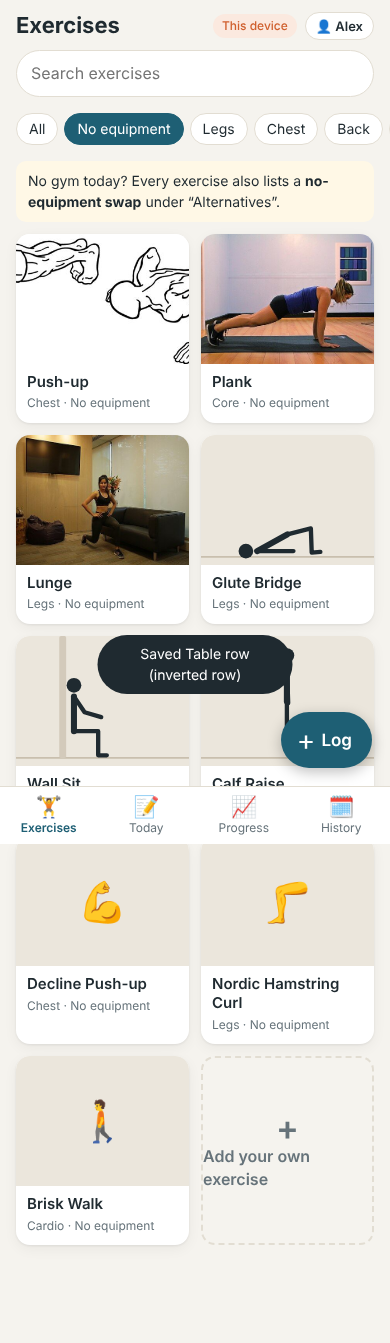 Exercises
This device
Alex
Search exercises
All
No equipment
Legs
Chest
Back
No gym today? Every exercise also lists a no-
equipment swap under “Alternatives”.
Push-up
Chest · No equipment
Plank
Core · No equipment
Lunge
Legs · No equipment
Glute Bridge
Legs · No equipment
Saved Table row
(inverted row)
+ Log
Wall Sit
Calf Raise
Exercises
Today
Progress
History
Decline Push-up
Chest · No equipment
Nordic Hamstring
Curl
Legs · No equipment
Brisk Walk
Cardio · No equipment
+
Add your own
exercise